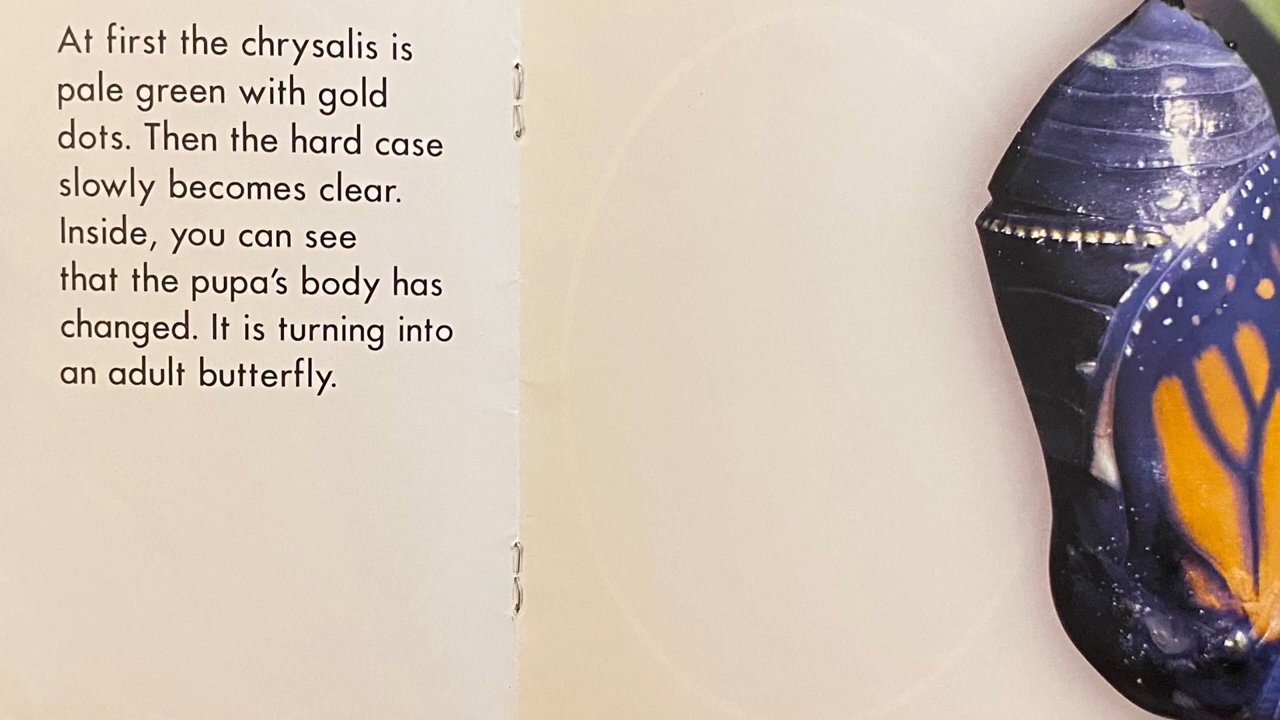 At first the chrysalis is
pale green with gold
dots. Then the hard case
slowly becomes clear.
Inside, you can see
that the pupa's body has
changed. It is turning into
an adult butterfly.